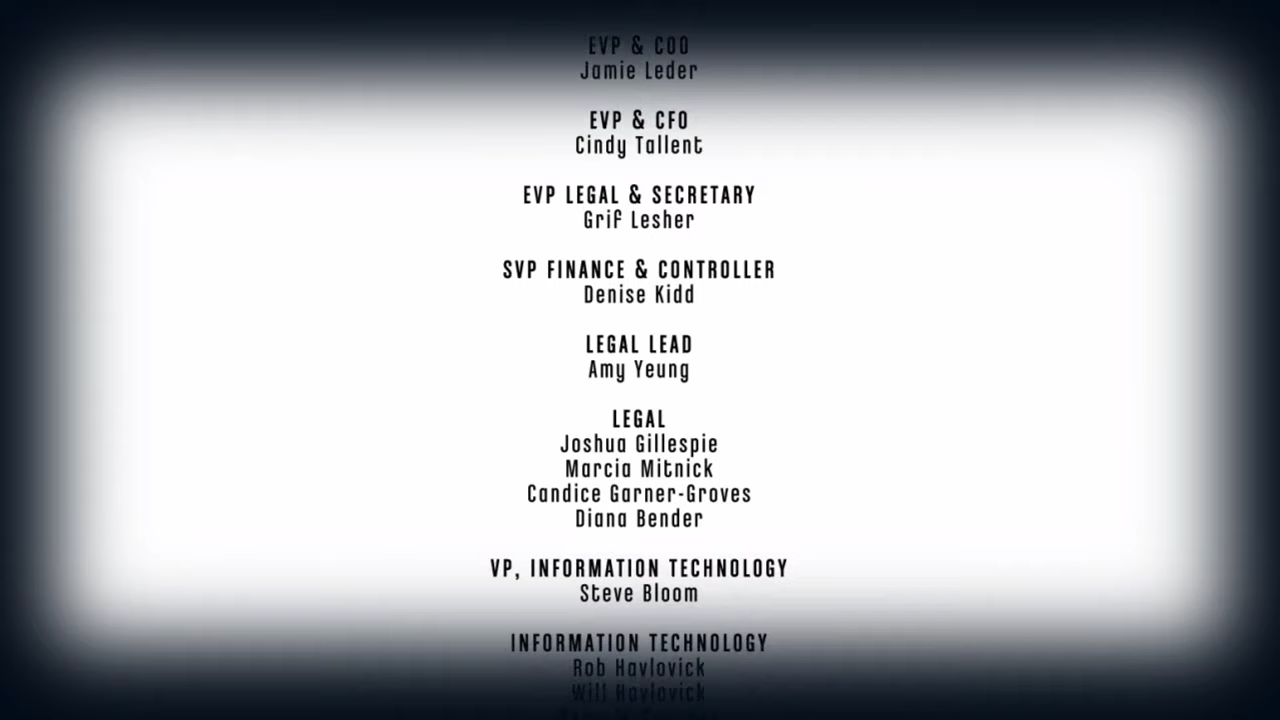 EVP & COO
Jamie Leder
EVP & CFO
Cindy Tallent
EVP LEGAL & SECRETARY
Grif Lesher
SVP FINANCE & CONTROLLER
Denise Kidd
LEGAL LEAD
Amy Yeung
LEGAL
Joshua Gillespie
Marcia Mitnick
Candice Garner-Groves
Diana Bender
VP, INFORMATION TECHNOLOGY
Steve Bloom
INFORMATION TECHNOLOGY
Rob Havlovick
Will Havlovick